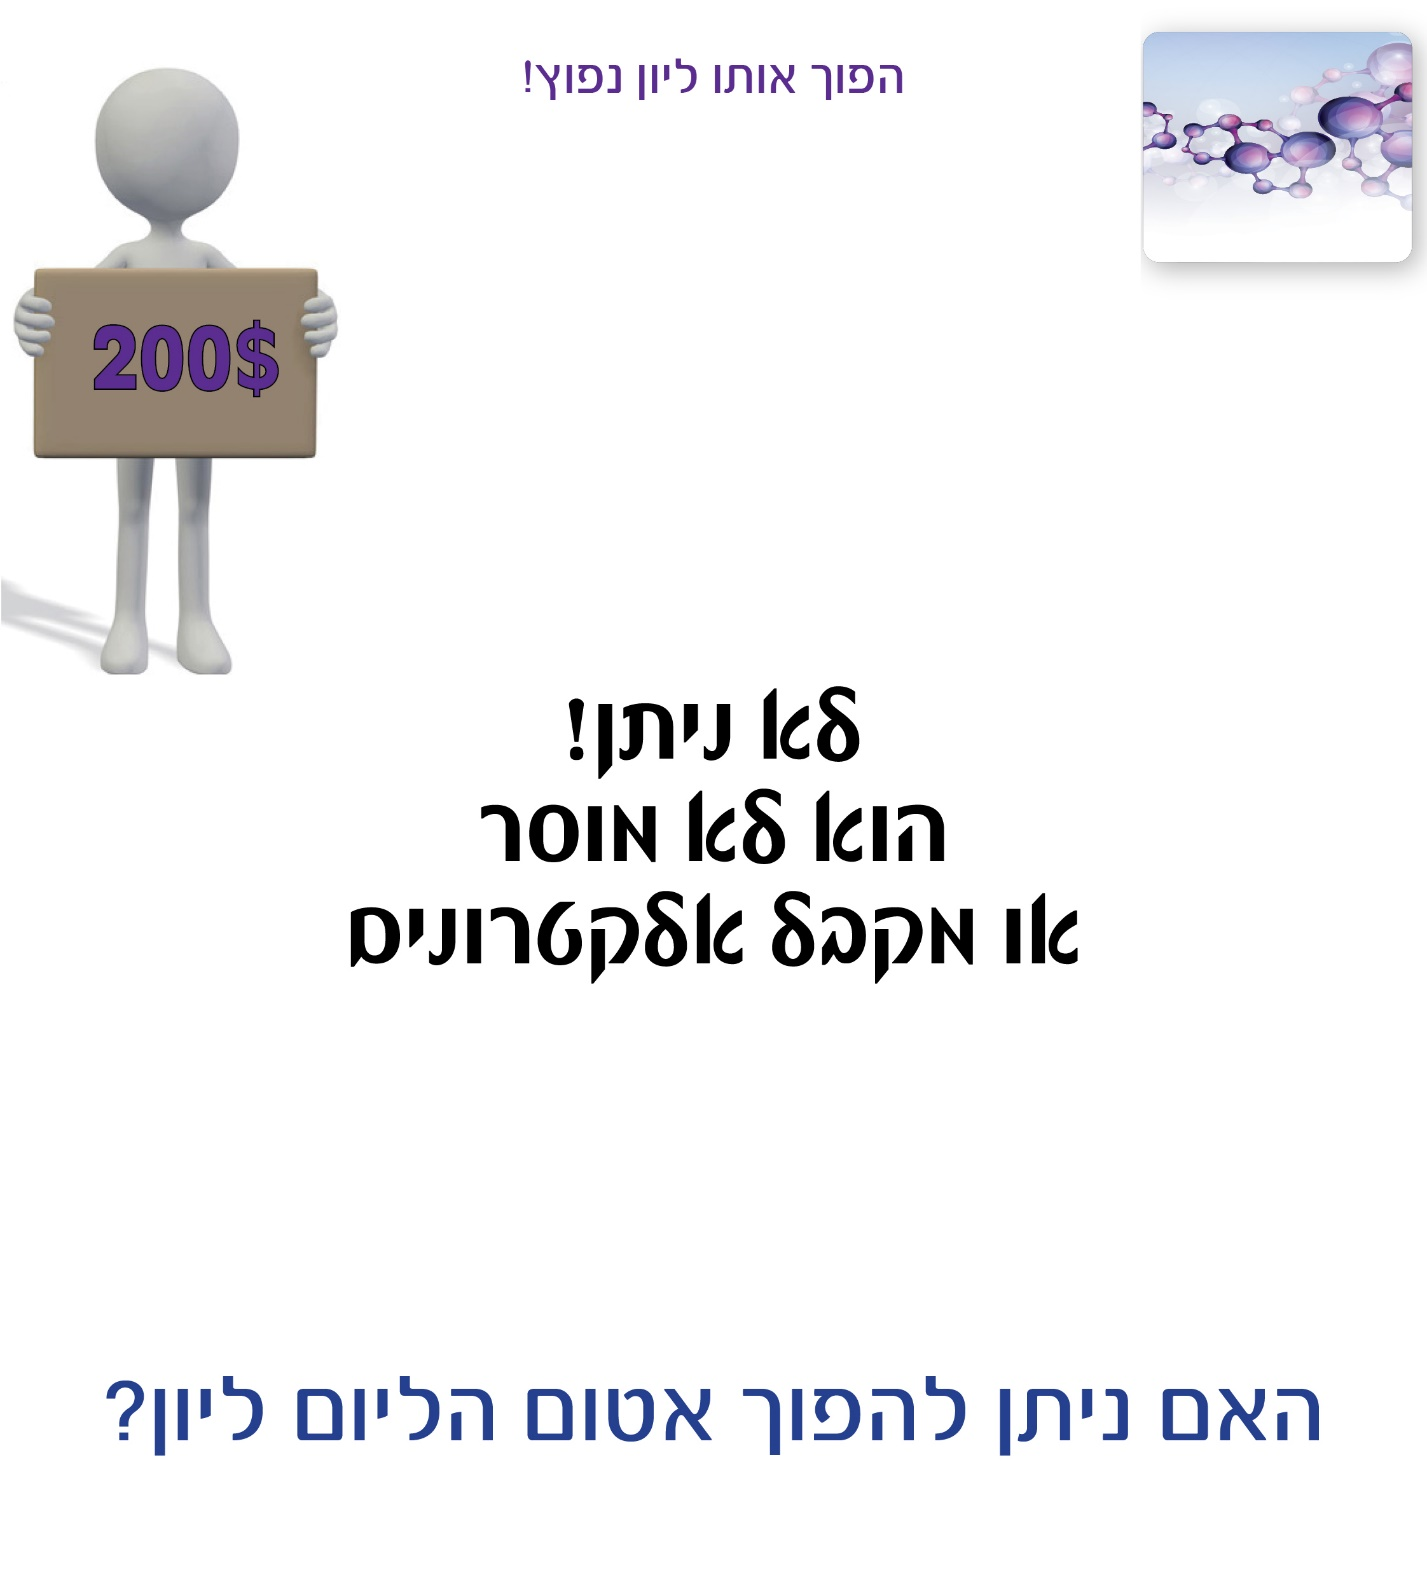 הפוך אותו ליון נפוץ!
200$
לא ניתן!
הוא לא מוסר
או מקבל אלקטרונים
האם ניתן להפוך אטום הליום ליון?